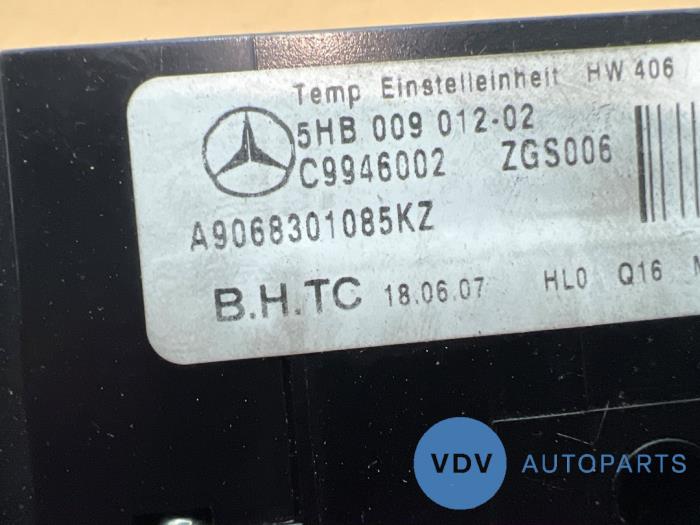 Temp Einstelleinheit HW 406
5HB 009 012-02
C9946002 ZGS006
A9068301085KZ
B.H.TC 18.06.07 HL0 Q16
VDV AUTOPARTS